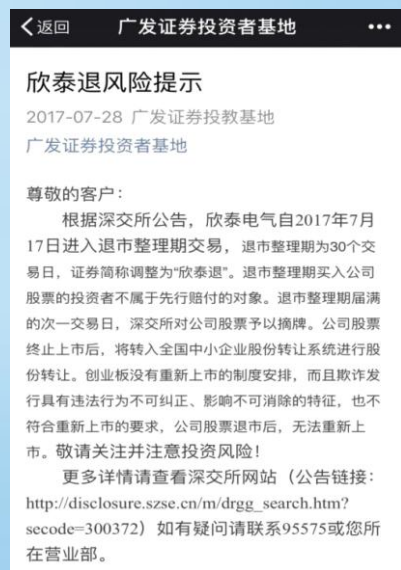 返回 广发证券投资者基地
欣泰退风险提示
2017-07-28 广发证券投教基地
广发证券投资者基地
尊敬的客户：
根据深交所公告，欣泰电气自2017年7月
17日进入退市整理期交易，退市整理期为30个交
易日，证券简称调整为“欣泰退”。退市整理期买入公司
股票的投资者不属于先行赔付的对象。退市整理期届满
的次一交易日，深交所对公司股票予以摘牌。公司股票
终止上市后，将转入全国中小企业股份转让系统进行股
份转让。创业板没有重新上市的制度安排，而且欺诈发
行具有违法行为不可纠正、影响不可消除的特征，也不
符合重新上市的要求，公司股票退市后，无法重新上
市。敬请关注并注意投资风险！
更多详情请查看深交所网站（公告链接：
http://disclosure.szse.cn/m/drgg_search.htm?
secode=300372）如有疑问请联系95575或您所
在营业部。